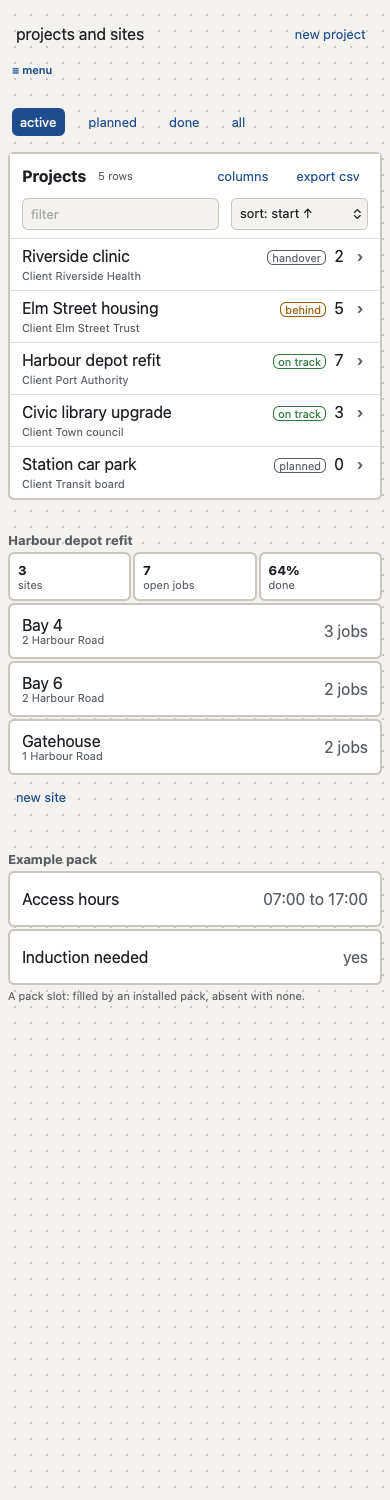 projects and sites
new project
≡ menu
active planned done all
Projects 5 rows columns export csv
filter sort: start ↑
Riverside clinic handover 2 ›
Client Riverside Health
Elm Street housing behind 5 ›
Client Elm Street Trust
Harbour depot refit on track 7 ›
Client Port Authority
Civic library upgrade on track 3 ›
Client Town council
Station car park planned 0 ›
Client Transit board
Harbour depot refit
3 7 64%
sites open jobs done
Bay 4 3 jobs
2 Harbour Road
Bay 6 2 jobs
2 Harbour Road
Gatehouse 2 jobs
1 Harbour Road
new site
Example pack
Access hours 07:00 to 17:00
Induction needed yes
A pack slot: filled by an installed pack, absent with none.